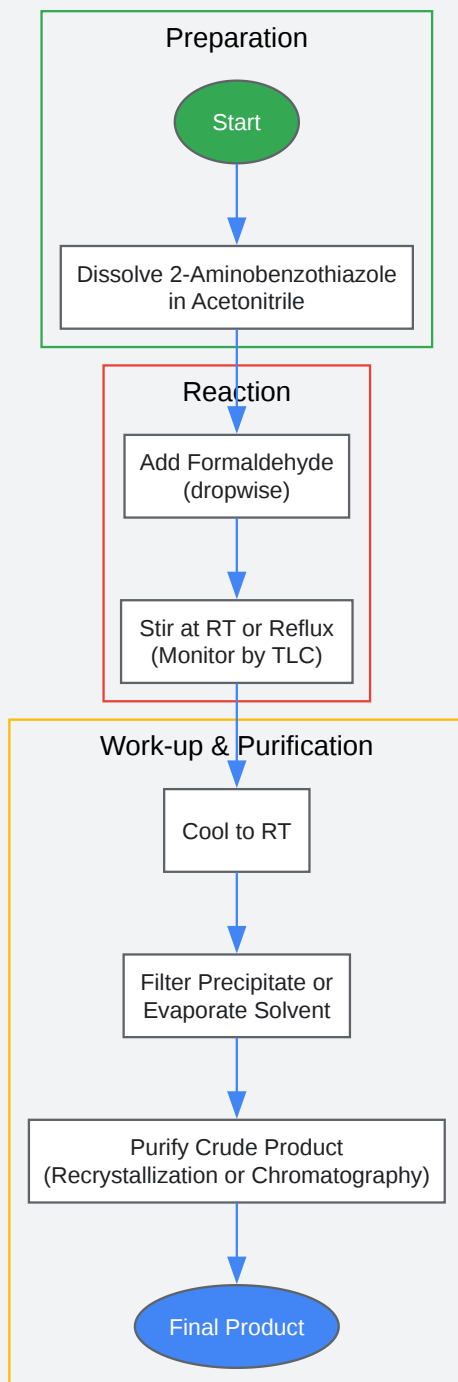 Preparation
Start
Dissolve 2-Aminobenzothiazole
in Acetonitrile
Reaction
Add Formaldehyde
(dropwise)
Stir at RT or Reflux
(Monitor by TLC)
Work-up & Purification
Cool to RT
Filter Precipitate or
Evaporate Solvent
Purify Crude Product
(Recrystallization or Chromatography)
Final Product